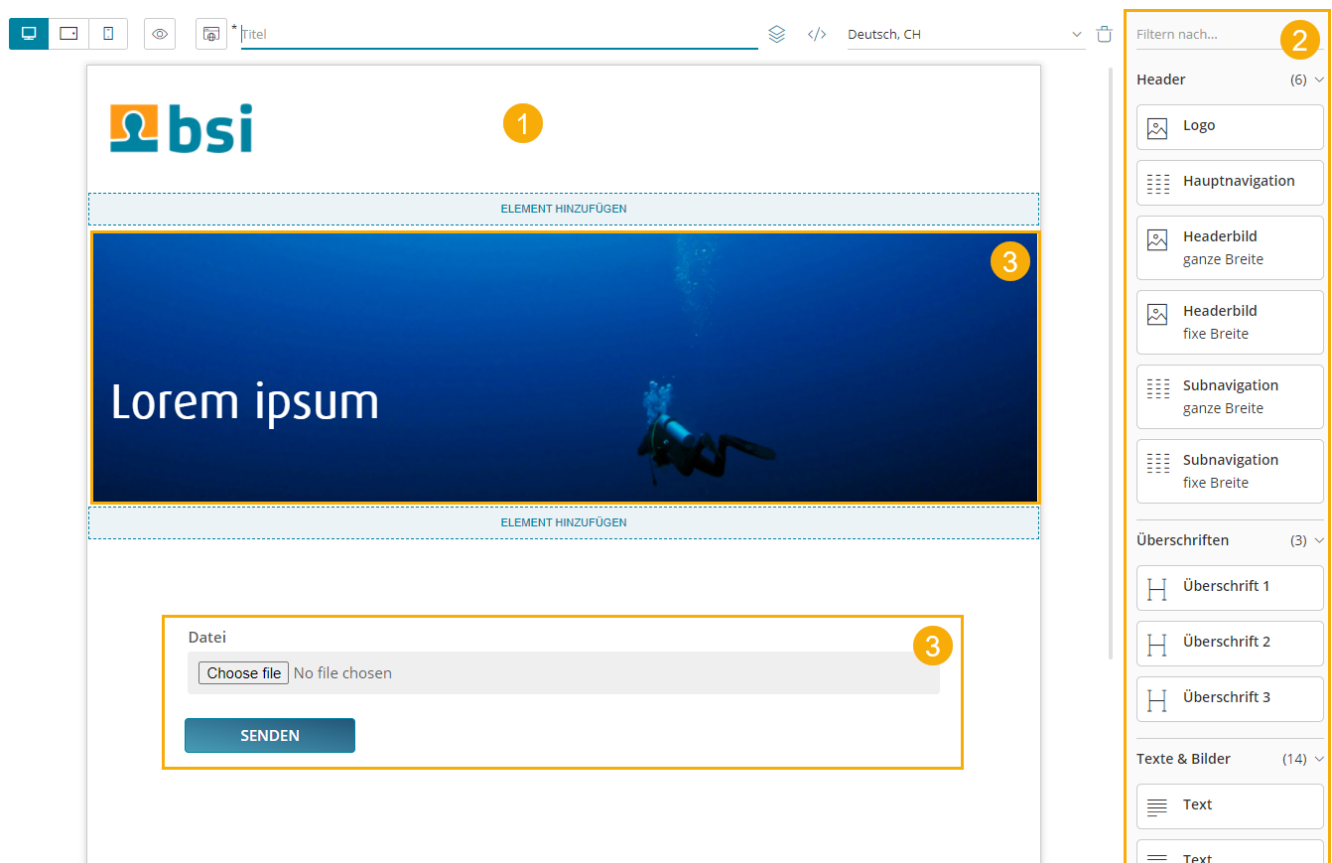 * Titel
</>
Deutsch, CH
bsi
1
ELEMENT HINZUFÜGEN
3
Lorem ipsum
ELEMENT HINZUFÜGEN
Datei
3
Choose file No file chosen
SENDEN
Filtern nach...
2
Header (6)
Logo
Hauptnavigation
Headerbild
ganze Breite
Headerbild
fixe Breite
Subnavigation
ganze Breite
Subnavigation
fixe Breite
Überschriften (3)
Überschrift 1
Überschrift 2
Überschrift 3
Texte & Bilder (14)
Text
Text